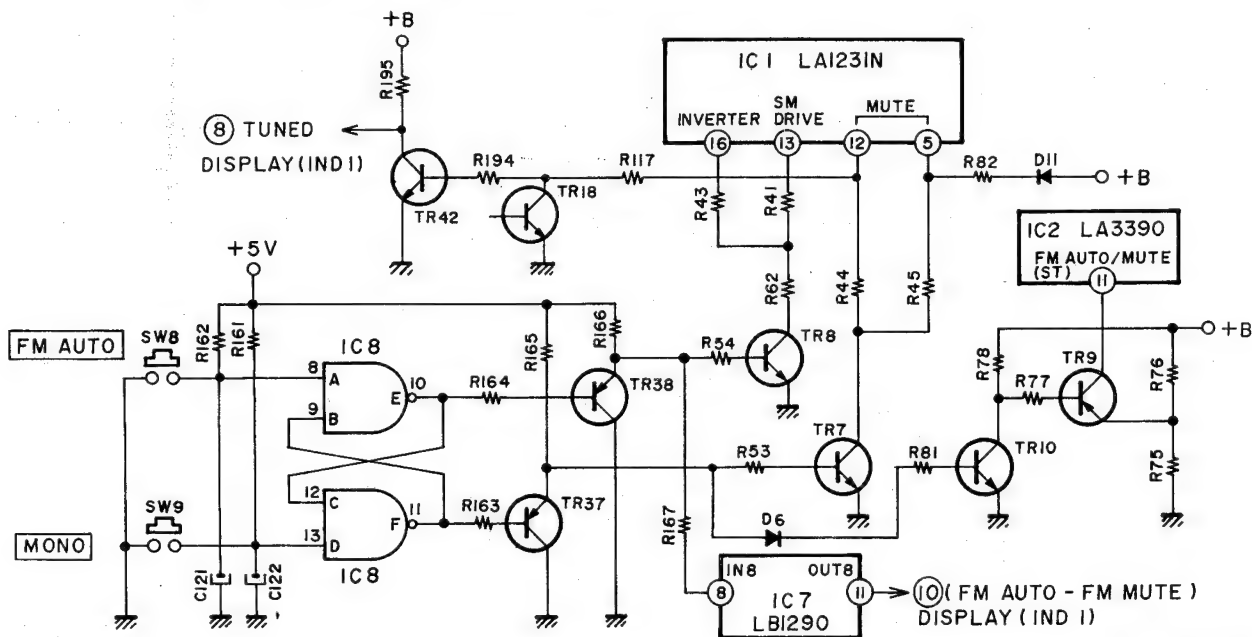 +B
R195
⑧ TUNED
DISPLAY (IND 1)
TR42
R194
TR18
R117
IC1 LA1231N
INVERTER
SM
DRIVE
MUTE
16
13
12
5
R43
R41
R82
D11
+B
IC2 LA3390
FM AUTO/MUTE
(ST)
11
R62
R44
R45
+5V
R162
R161
R165
R166
FM AUTO
SW8
IC8
8
A
9
B
E
10
R164
TR38
R54
TR8
R78
R77
TR9
R76
+B
R75
12
C
13
D
F
11
R163
TR37
IC8
R53
TR7
R81
TR10
D6
R167
MONO
SW9
C121
C122
IN8
OUT8
8
11
IC7
LB1290
⑩ (FM AUTO - FM MUTE)
DISPLAY (IND 1)